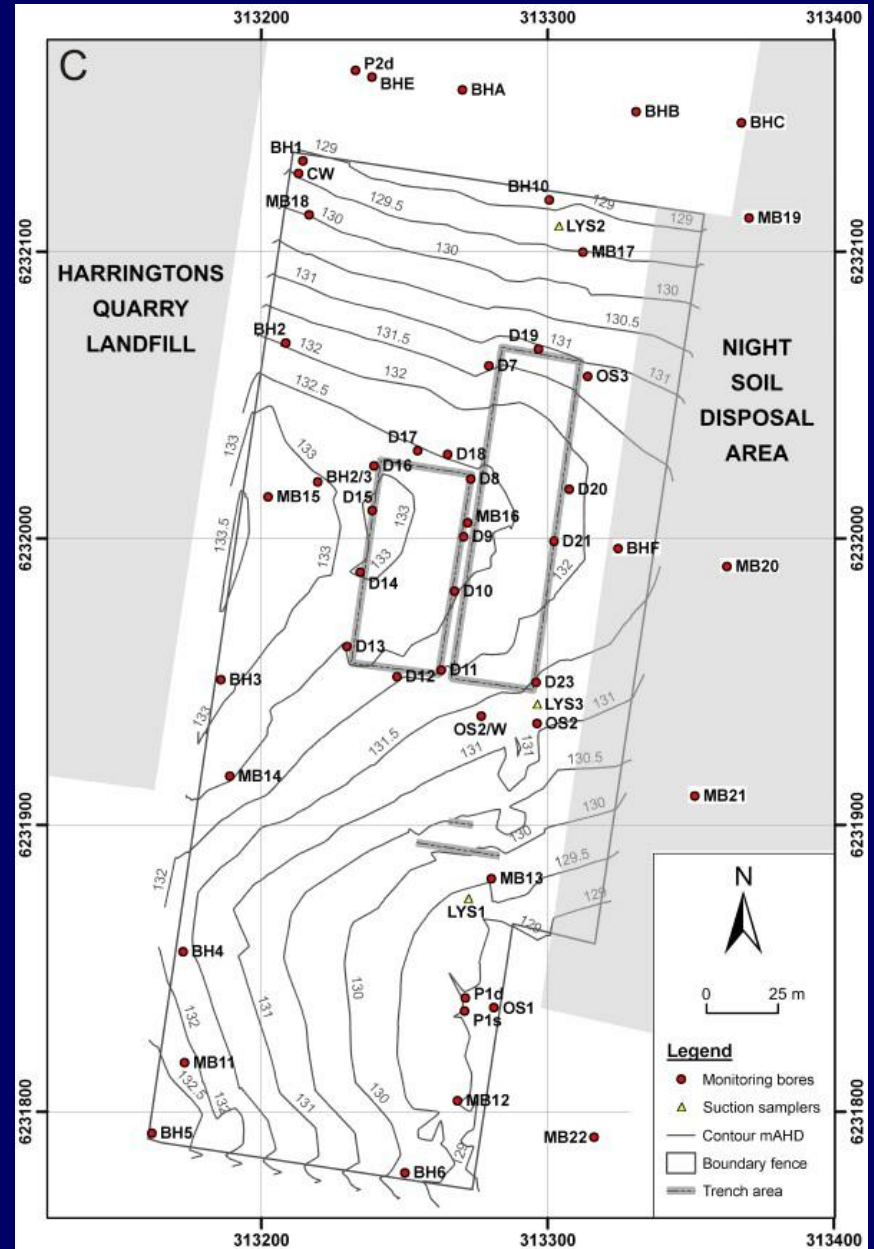 313200
313300
313400
C
P2d
BHE
BHA
BHB
BHC
BH1
129
CW
BH10
129
129
MB18
129.5
LYS2
MB19
130
MB17
6232100
6232100
HARRINGTONS
QUARRY
LANDFILL
130
130
131
130.5
131.5
D19
131
BH2
132
132
D7
131
OS3
NIGHT
SOIL
DISPOSAL
AREA
132.5
133
D17
D18
D16
BH2/3
D8
D20
MB15
D15
133
MB16
133.5
D9
D21
6232000
6232000
133
133
BHF
MB20
D14
132
D10
D13
D11
D12
BH3
D23
133
LYS3
131
OS2/W
OS2
131.5
131
131
MB14
130.5
MB21
6231900
6231900
130
130
129.5
132
MB13
129
LYS1
129
BH4
130
P1d
OS1
131
P1s
132
MB11
130
132.5
132
131
MB12
6231800
6231800
BH5
129
MB22
BH6
N
0
25 m
Legend
Monitoring bores
Suction samplers
Contour mAHD
Boundary fence
Trench area
313200
313300
313400